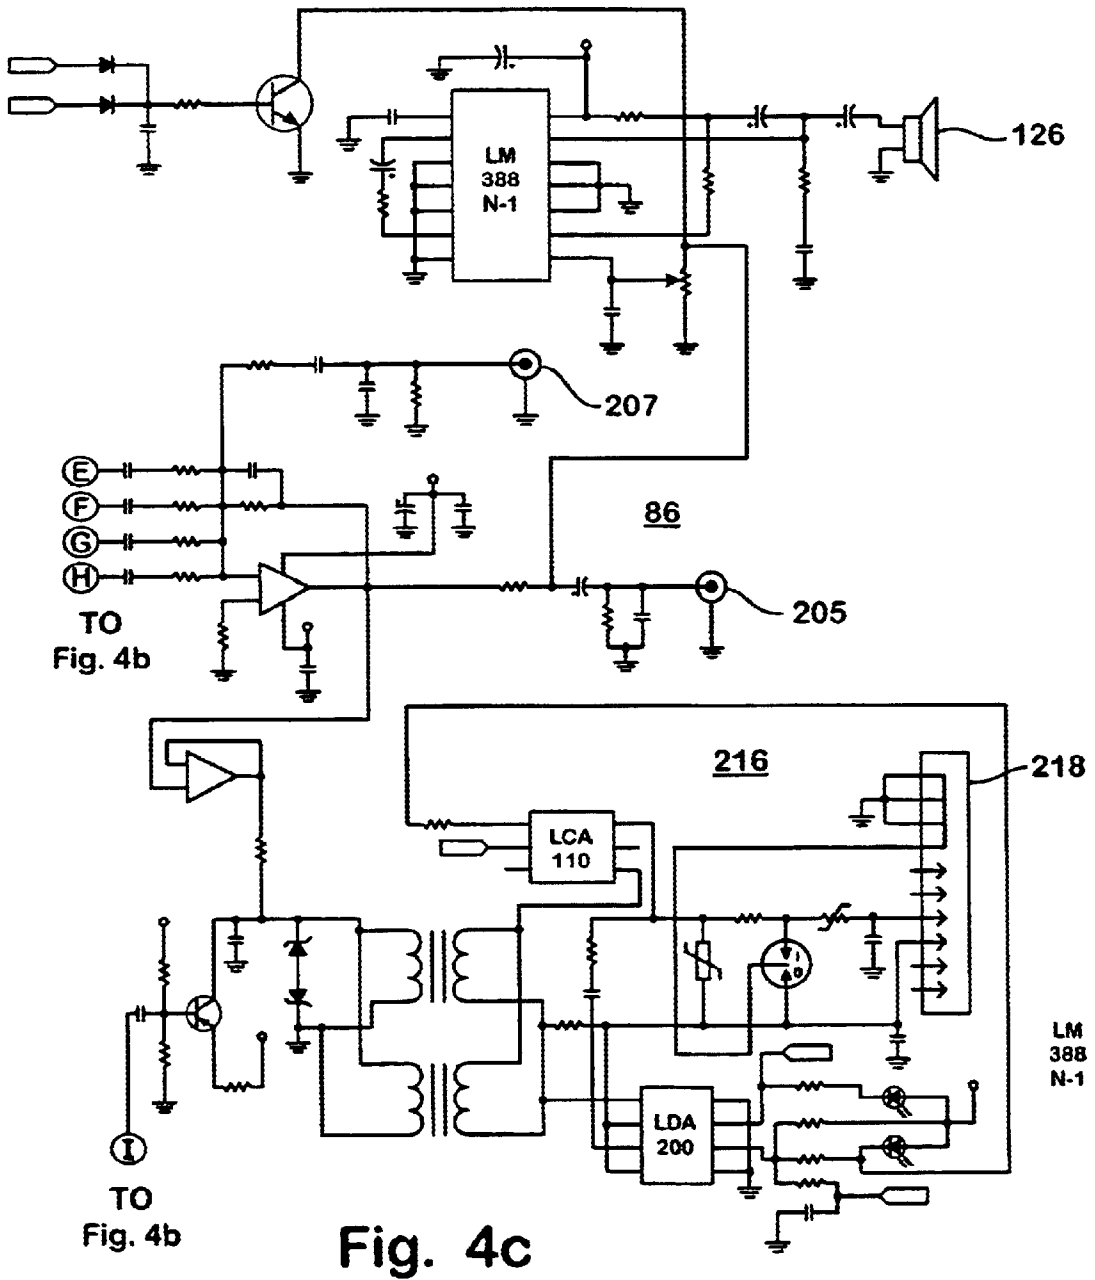 LM
388
N-1
126
207
E
F
G
H
TO
Fig. 4b
86
205
216
218
LCA
110
LM
388
N-1
LDA
200
I
TO
Fig. 4b
Fig. 4c